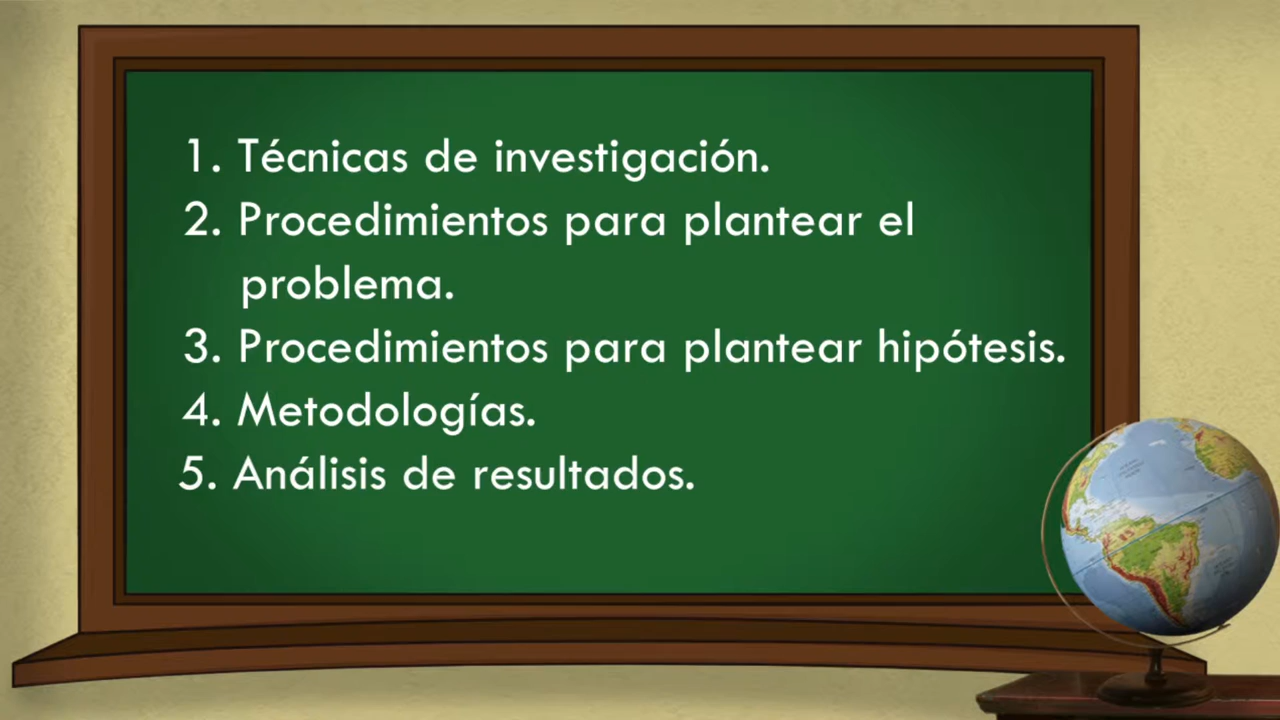 1. Técnicas de investigación.
2. Procedimientos para plantear el
problema.
3. Procedimientos para plantear hipótesis.
4. Metodologías.
5. Análisis de resultados.